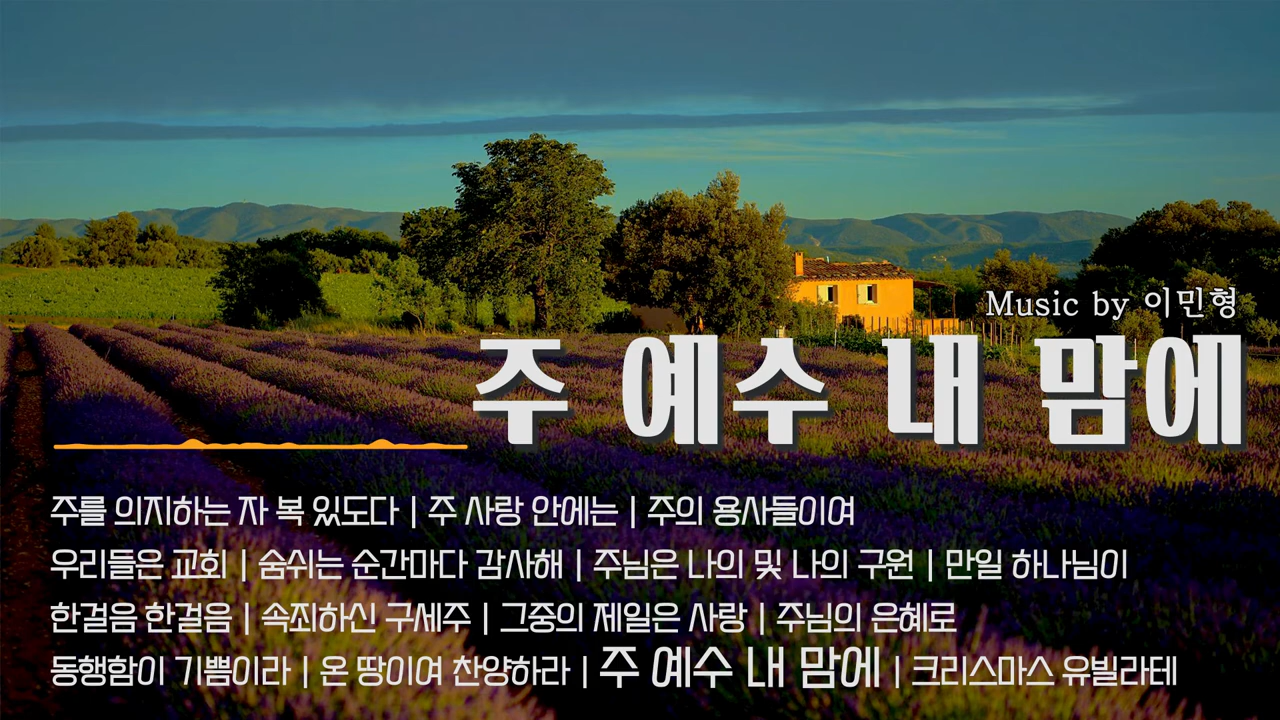 Music by 이민형
주 예수 내 맘에
주를 의지하는 자 복 있도다 | 주 사랑 안에는 | 주의 용사들이여
우리들은 교회 | 숨쉬는 순간마다 감사해 | 주님은 나의 빛 나의 구원 | 만일 하나님이
한걸음 한걸음 | 속죄하신 구세주 | 그중의 제일은 사랑 | 주님의 은혜로
동행함이 기쁨이라 | 온 땅이여 찬양하라 | 주 예수 내 맘에 | 크리스마스 유빌라테